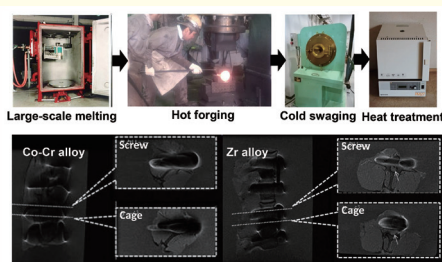 Large-scale melting
Hot forging
Cold swaging
Heat treatment
Co-Cr alloy
Screw
Cage
Zr alloy
Screw
Cage